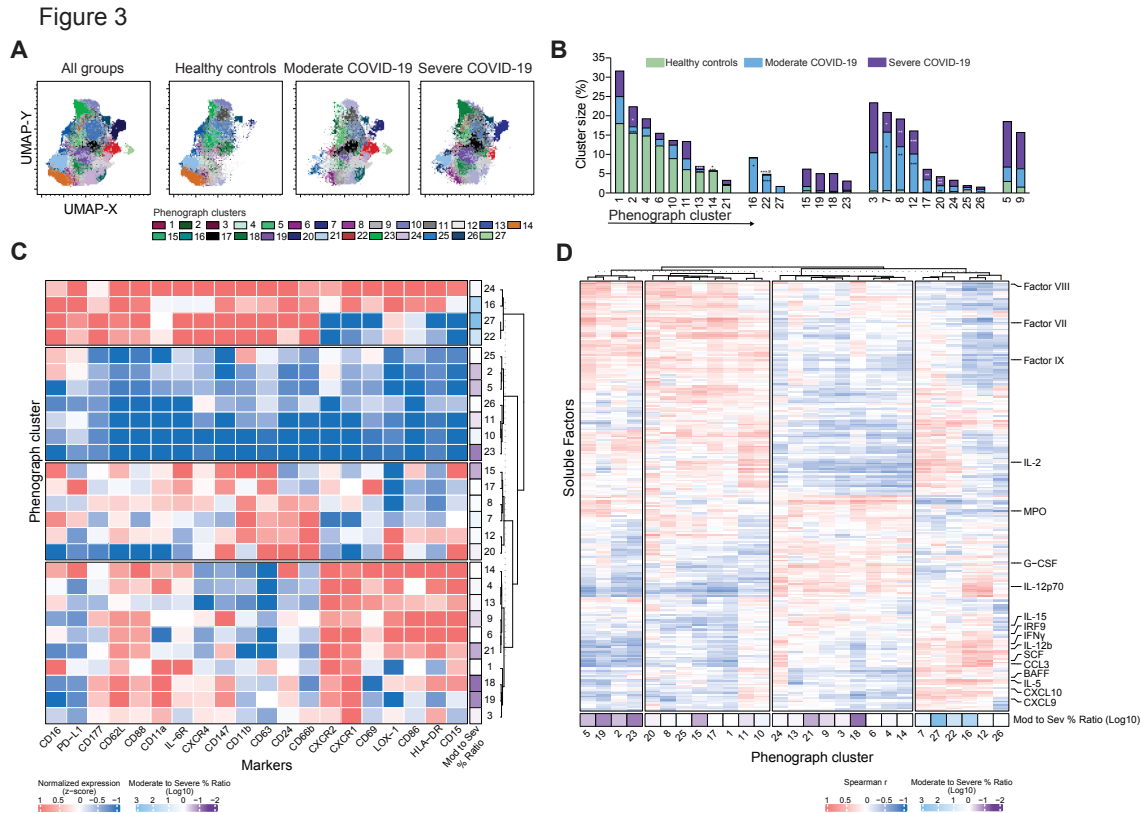 Figure 3
A
All groups
Healthy controls
Moderate COVID-19
Severe COVID-19
UMAP-Y
UMAP-X
Phenograph clusters
1 2 3 4 5 6 7 8 9 10 11 12 13 14
15 16 17 18 19 20 21 22 23 24 25 26 27
B
Healthy controls Moderate COVID-19 Severe COVID-19
Cluster size (%)
35
30
25
20
15
10
5
0
1 2 4 6 10 11 13 14 21 16 22 27 15 19 18 23 3 7 8 12 17 20 24 25 26 5 9
Phenograph cluster
C
Phenograph cluster
24
16
27
22
25
2
5
26
11
10
23
15
17
8
7
12
20
14
4
13
9
6
21
1
18
19
3
CD16 PD-L1 CD177 CD62L CD88 CD11a IL-6R CXCR4 CD147 CD11b CD63 CD24 CD66b CXCR2 CXCR1 CD69 LOX-1 CD86 HLA-DR CD15 Mod to Sev % Ratio
Markers
Normalized expression (z-score)
1 0.5 0 −0.5 −1
Moderate to Severe % Ratio (Log10)
3 2 1 0 −1 −2
D
Soluble Factors
Factor VIII
Factor VII
Factor IX
IL-2
MPO
G-CSF
IL-12p70
IL-15
IRF9
IFNγ
IL-12b
SCF
CCL3
BAFF
IL-5
CXCL10
CXCL9
Mod to Sev % Ratio (Log10)
5 19 2 23 20 8 25 15 17 1 11 10 24 13 21 9 3 18 6 4 14 7 27 22 16 12 26
Phenograph cluster
Spearman r
1 0.5 0 −0.5 −1
Moderate to Severe % Ratio (Log10)
3 2 1 0 −1 −2